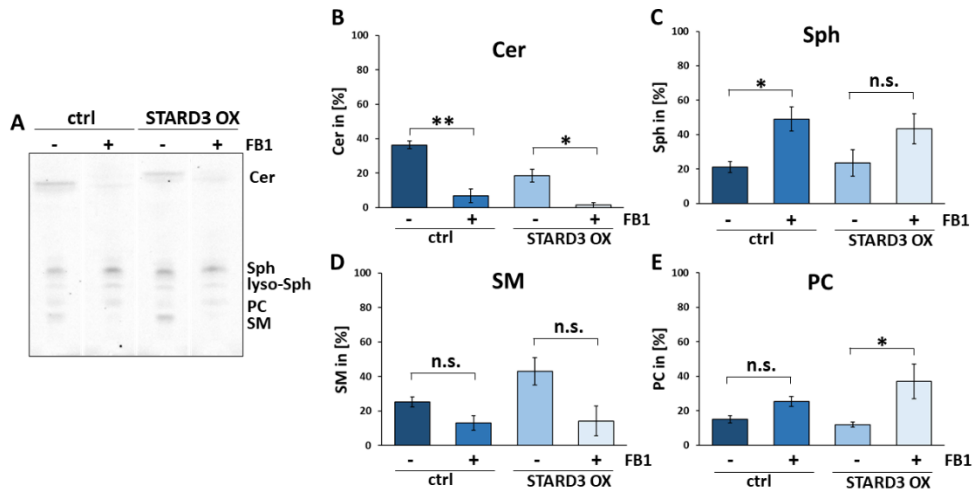 A
ctrl STARD3 OX
- + - + FB1
Cer
Sph
lyso-Sph
PC
SM
B
Cer
Cer in [%]
100
80
60
40
20
0
**
*
- + - + FB1
ctrl STARD3 OX
C
Sph
Sph in [%]
100
80
60
40
20
0
*
n.s.
- + - + FB1
ctrl STARD3 OX
D
SM
SM in [%]
100
80
60
40
20
0
n.s.
n.s.
- + - + FB1
ctrl STARD3 OX
E
PC
PC in [%]
100
80
60
40
20
0
n.s.
*
- + - + FB1
ctrl STARD3 OX